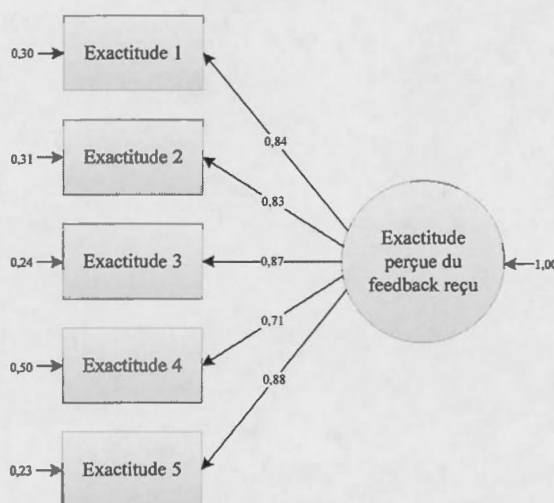 0,30
Exactitude 1
0,84
0,31
Exactitude 2
0,83
0,24
Exactitude 3
0,87
Exactitude
perçue du
feedback reçu
1,00
0,50
Exactitude 4
0,71
0,23
Exactitude 5
0,88